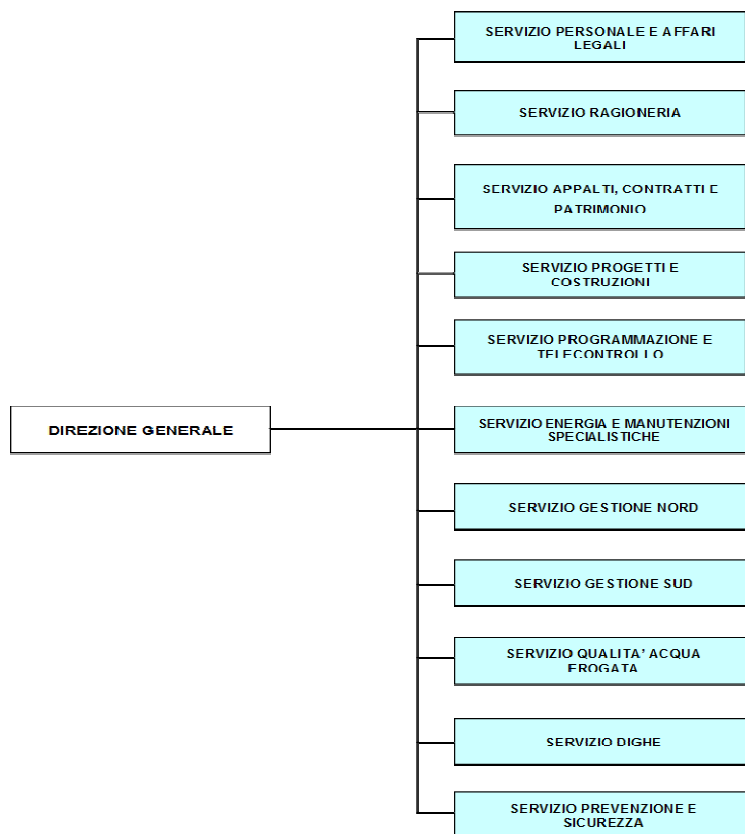 SERVIZIO PERSONALE E AFFARI
LEGALI
SERVIZIO RAGIONERIA
SERVIZIO APPALTI, CONTRATTI E
PATRIMONIO
SERVIZIO PROGETTI E
COSTRUZIONI
SERVIZIO PROGRAMMAZIONE E
TELECONTROLLO
DIREZIONE GENERALE
SERVIZIO ENERGIA E MANUTENZIONI
SPECIALISTICHE
SERVIZIO GESTIONE NORD
SERVIZIO GESTIONE SUD
SERVIZIO QUALITA' ACQUA
EROGATA
SERVIZIO DIGHE
SERVIZIO PREVENZIONE E
SICUREZZA